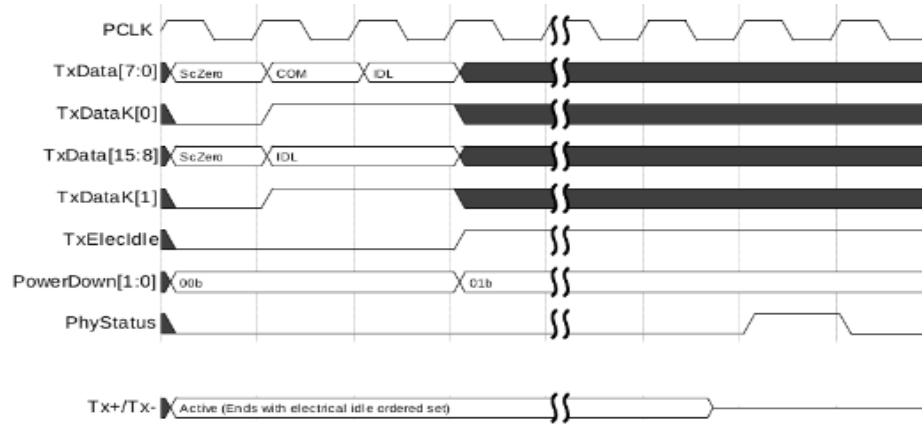 PCLK
TxData[7:0] ScZero COM IDL
TxDataK[0]
TxData[15:8] ScZero IDL
TxDataK[1]
TxElecIdle
PowerDown[1:0] 00b 01b
PhyStatus
Tx+/Tx- Active (Ends with electrical idle ordered set)